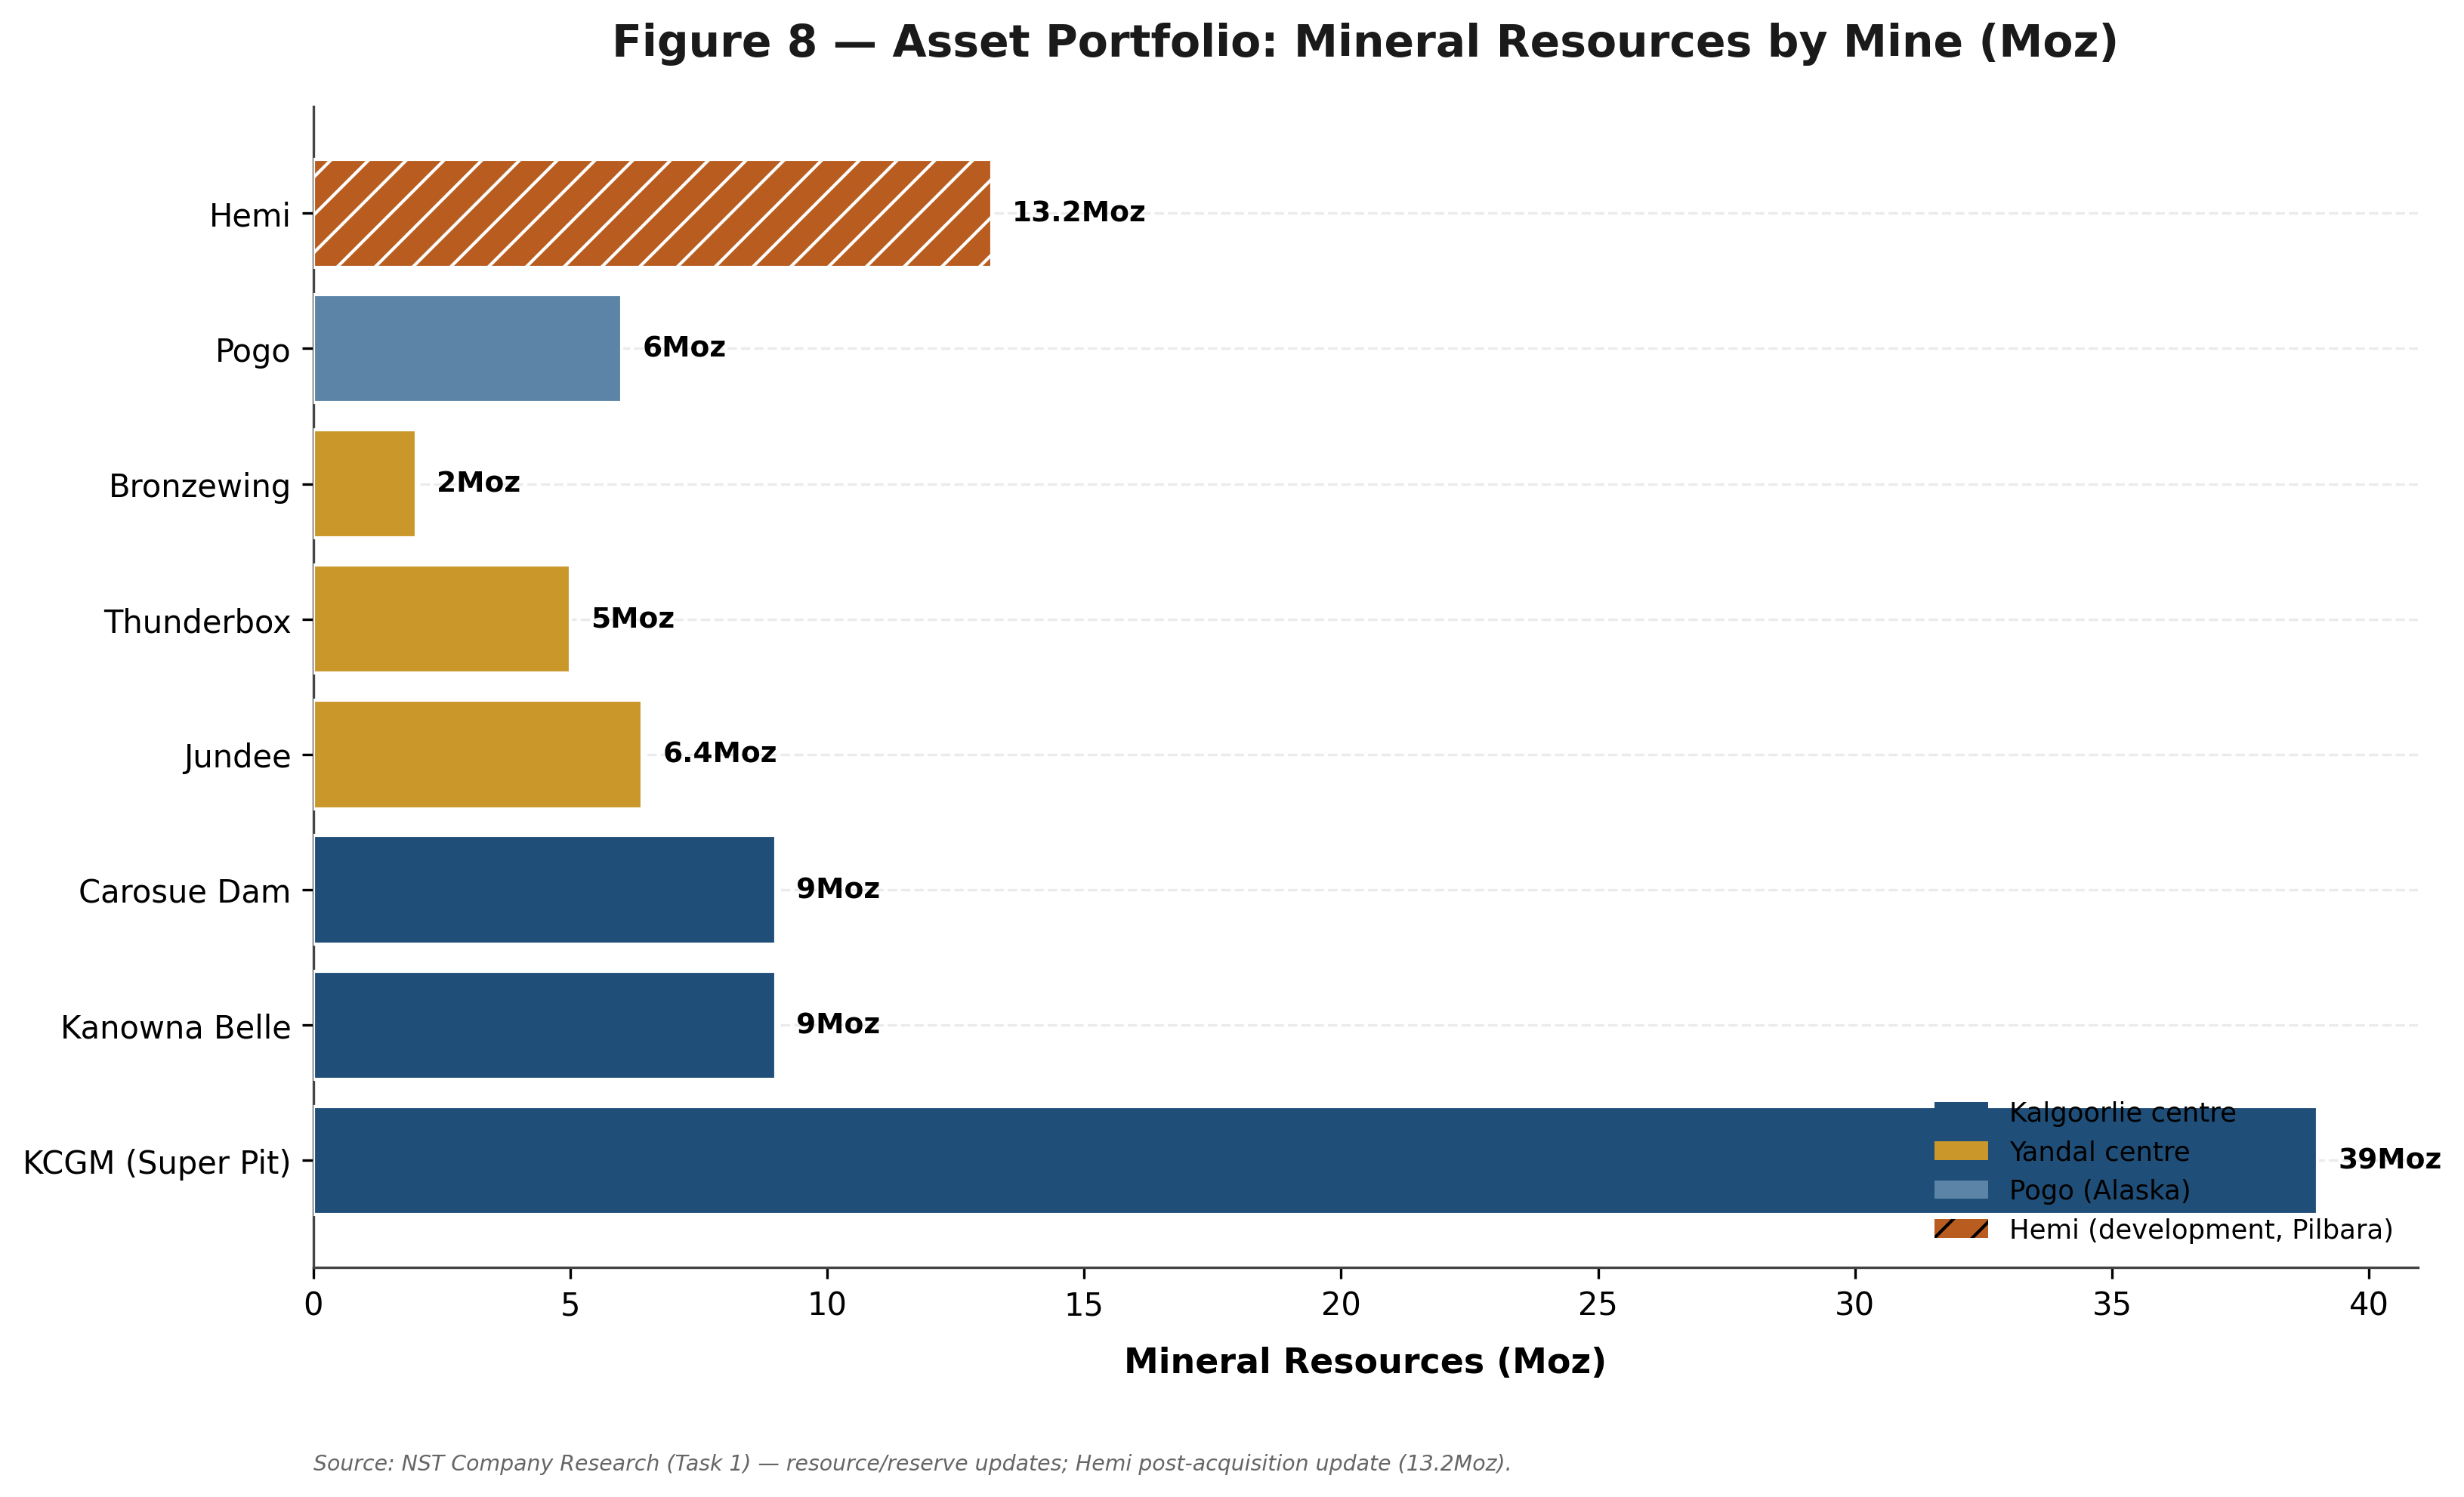 Figure 8 — Asset Portfolio: Mineral Resources by Mine (Moz)
Hemi
13.2Moz
Pogo
6Moz
Bronzewing
2Moz
Thunderbox
5Moz
Jundee
6.4Moz
Carosue Dam
9Moz
Kanowna Belle
9Moz
KCGM (Super Pit)
39Moz
Kalgoorlie centre
Yandal centre
Pogo (Alaska)
Hemi (development, Pilbara)
0 5 10 15 20 25 30 35 40
Mineral Resources (Moz)
Source: NST Company Research (Task 1) — resource/reserve updates; Hemi post-acquisition update (13.2Moz).